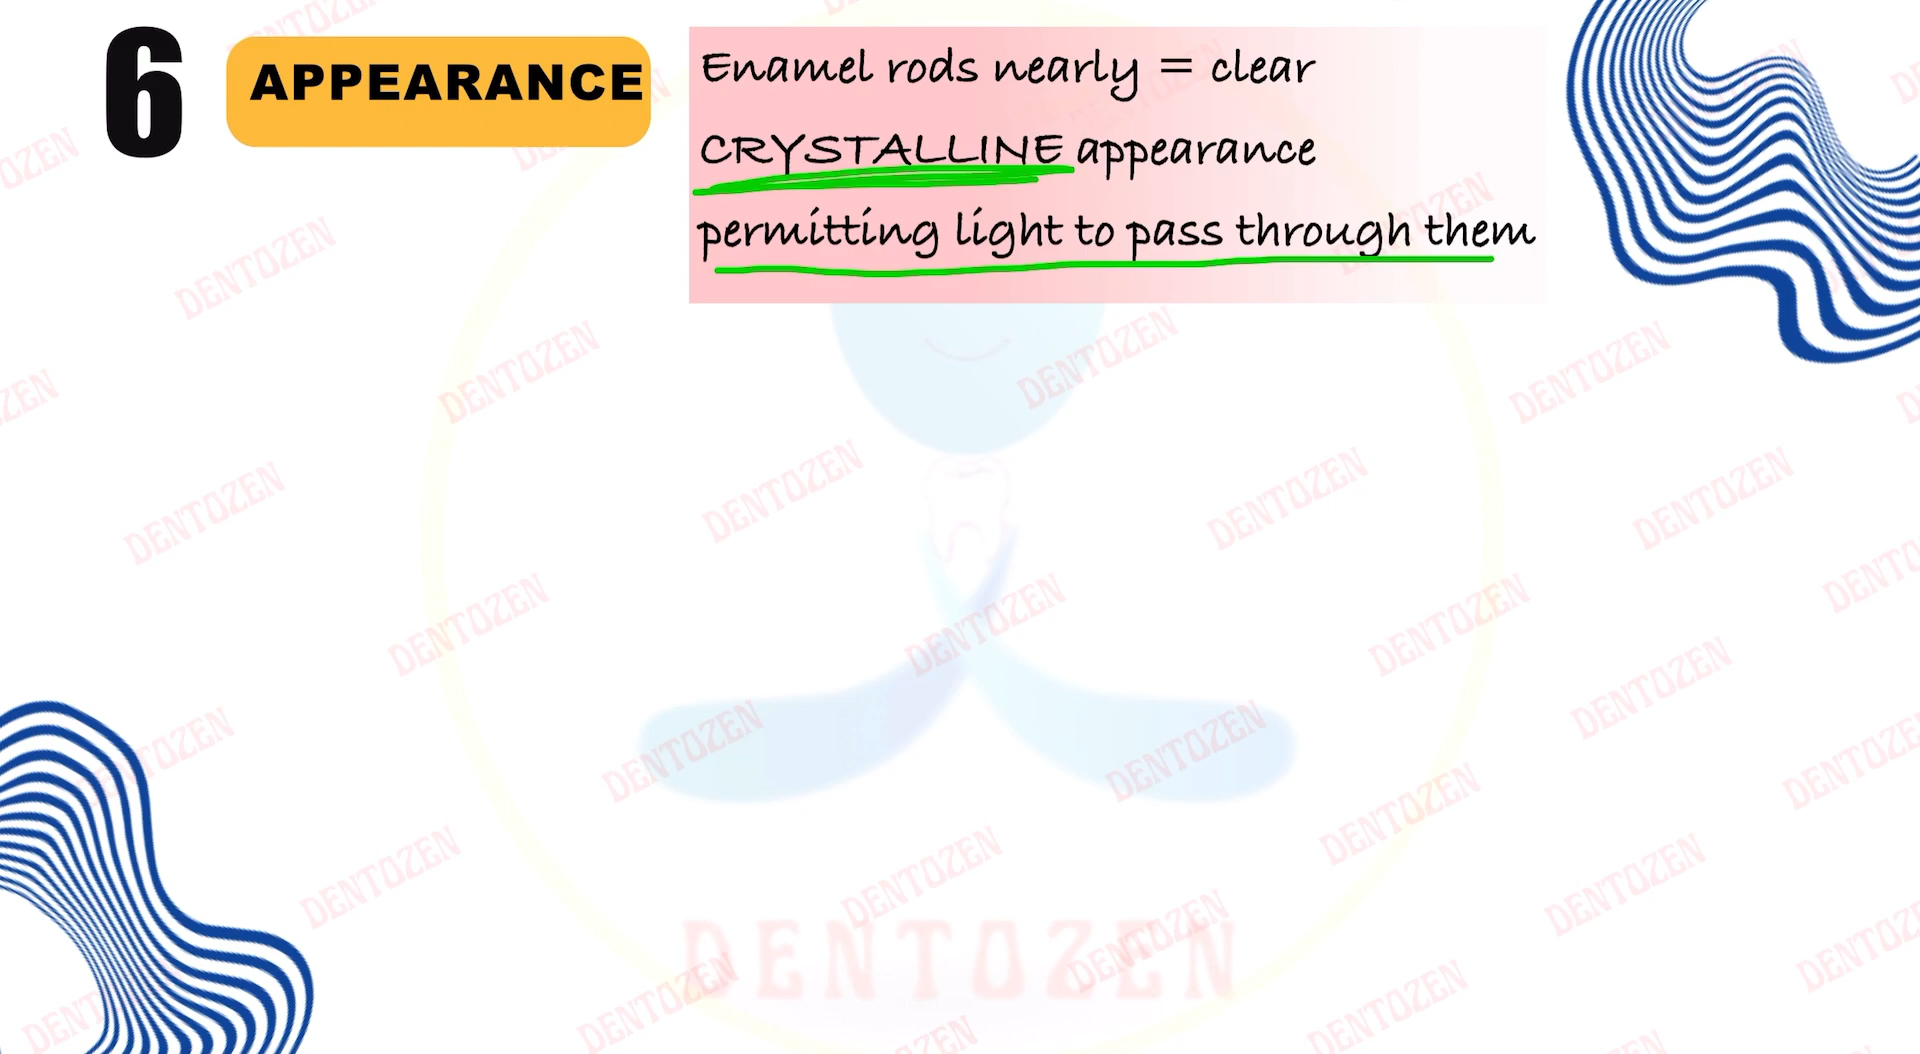 6
APPEARANCE
Enamel rods nearly = clear
CRYSTALLINE appearance
permitting light to pass through them
DENTOZEN